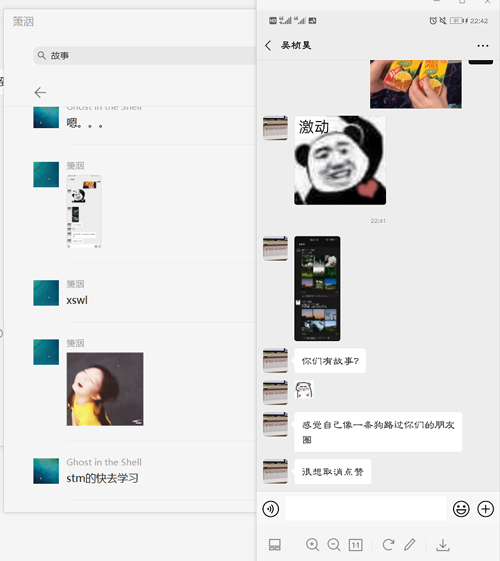 箫洇
故事
Ghost in the Shell
嗯。。。
箫洇
箫洇
xswl
箫洇
Ghost in the Shell
stm的快去学习
22:42
吴桢昊
激动
22:41
你们有故事?
感觉自己像一条狗路过你们的朋友
圈
很想取消点赞
1:1